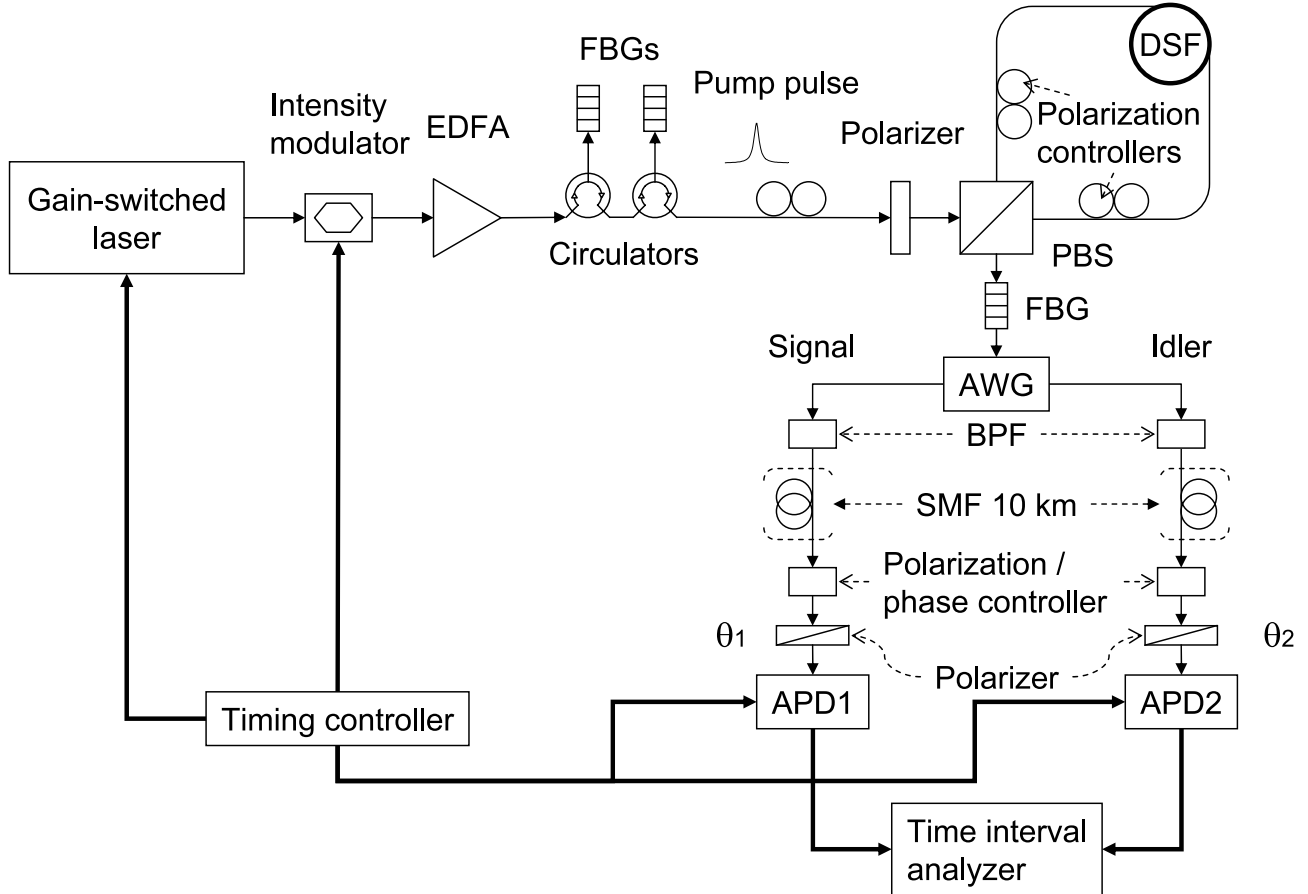 FBGs
DSF
Pump pulse
Intensity
modulator
EDFA
Polarizer
Polarization
controllers
Gain-switched
laser
Circulators
PBS
FBG
Signal
Idler
AWG
BPF
SMF 10 km
Polarization /
phase controller
θ1
θ2
Polarizer
Timing controller
APD1
APD2
Time interval
analyzer